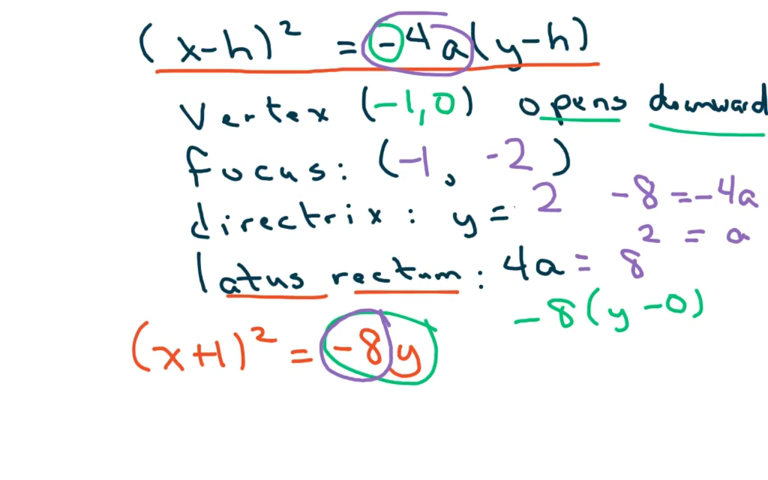 (x-h)² = -4a(y-h)
Vertex (-1,0) opens downward
focus: (-1, -2)
directrix: y = 2
-8 = -4a
2 = a
latus rectum: 4a = 8
-8(y-0)
(x+1)² = -8y